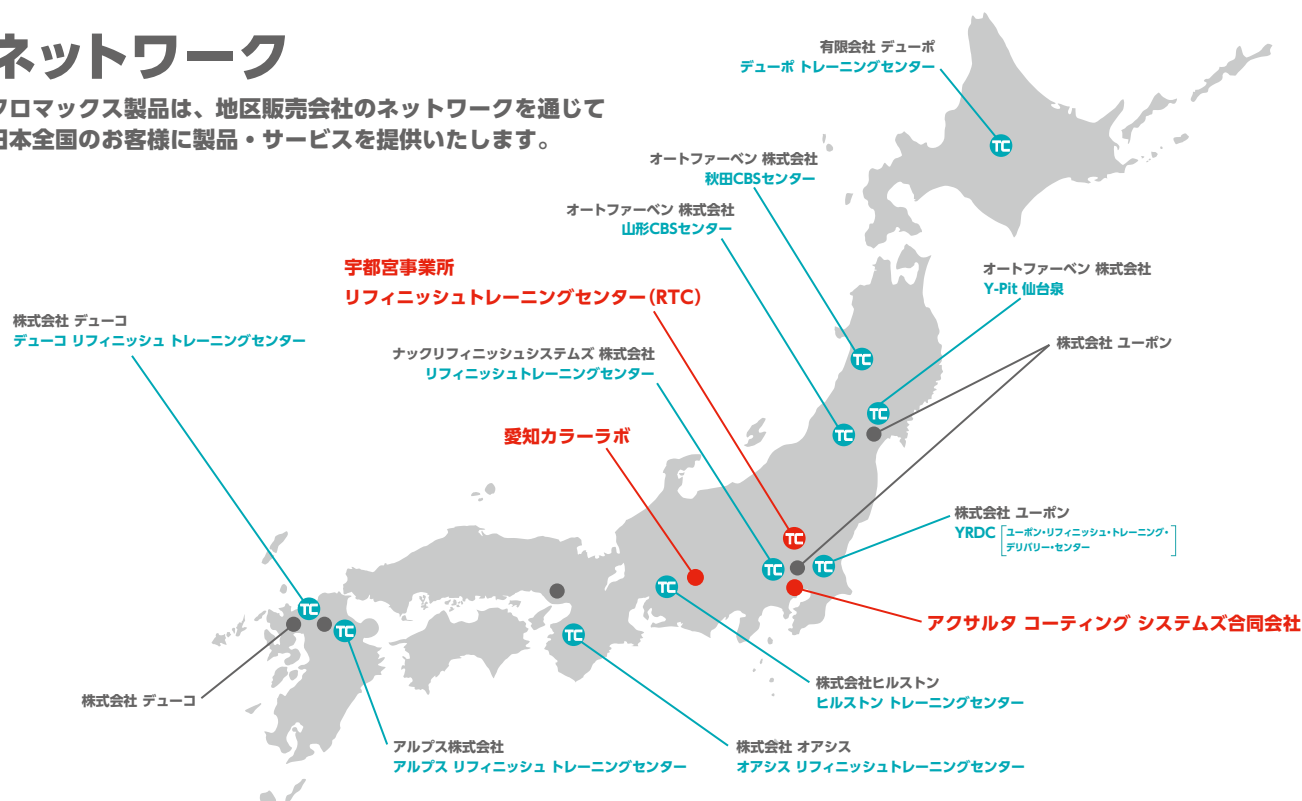 ネットワーク
クロマックス製品は、地区販売会社のネットワークを通じて
日本全国のお客様に製品・サービスを提供いたします。
有限会社 デューポ
デューポ トレーニングセンター
TC
オートファーベン 株式会社
秋田CBSセンター
オートファーベン 株式会社
山形CBSセンター
宇都宮事業所
リフィニッシュトレーニングセンター(RTC)
オートファーベン 株式会社
Y-Pit 仙台泉
株式会社 デューコ
デューコ リフィニッシュ トレーニングセンター
ナックリフィニッシュシステムズ 株式会社
リフィニッシュトレーニングセンター
株式会社 ユーポン
TC
TC
TC
愛知カラーラボ
株式会社 ユーポン
YRDC
ユーポン・リフィニッシュ・トレーニング・
デリバリー・センター
TC
TC
TC
TC
TC
TC
TC
アクサルタ コーティング システムズ合同会社
株式会社 デューコ
株式会社ヒルストン
ヒルストン トレーニングセンター
アルプス株式会社
アルプス リフィニッシュ トレーニングセンター
株式会社 オアシス
オアシス リフィニッシュトレーニングセンター